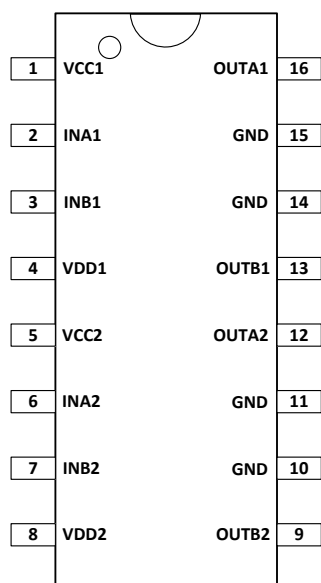 1 VCC1 OUTA1 16
2 INA1 GND 15
3 INB1 GND 14
4 VDD1 OUTB1 13
5 VCC2 OUTA2 12
6 INA2 GND 11
7 INB2 GND 10
8 VDD2 OUTB2 9